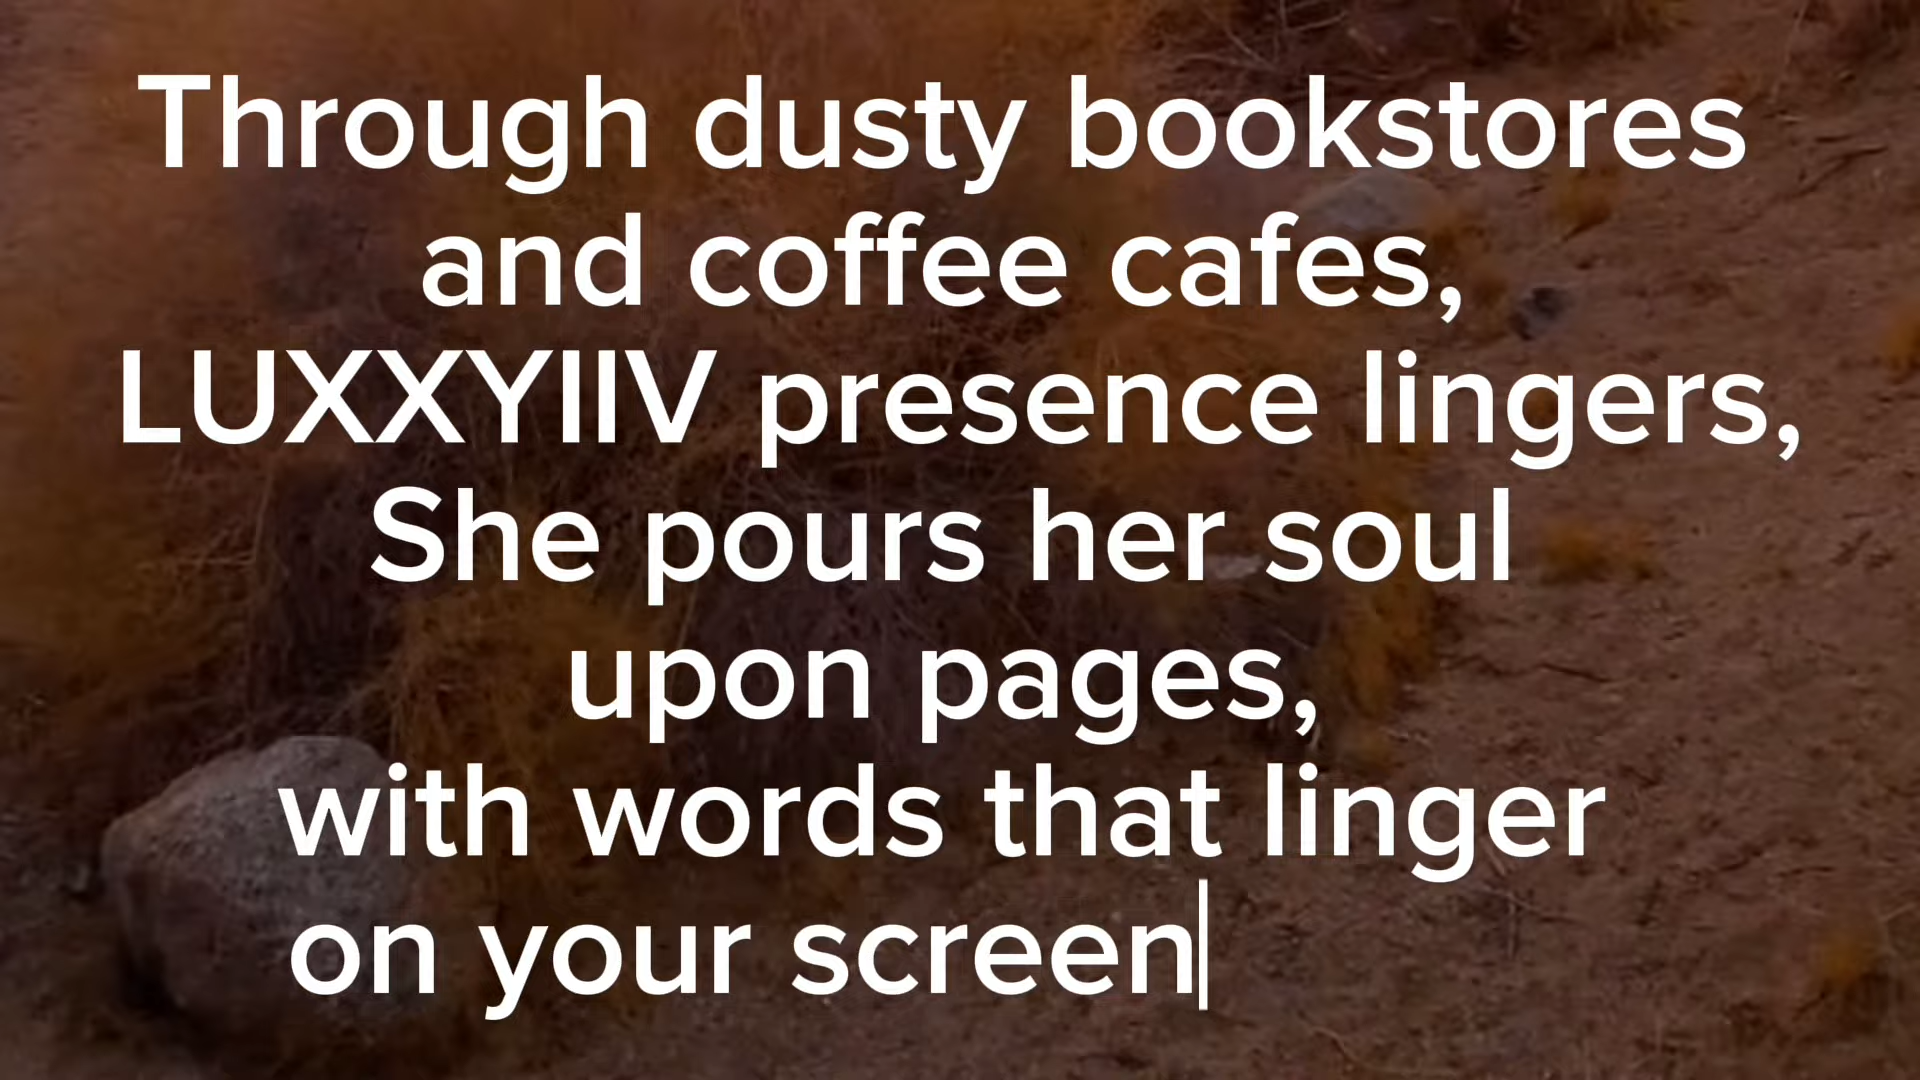 Through dusty bookstores
and coffee cafes,
LUXXYIIV presence lingers,
She pours her soul
upon pages,
with words that linger
on your screen